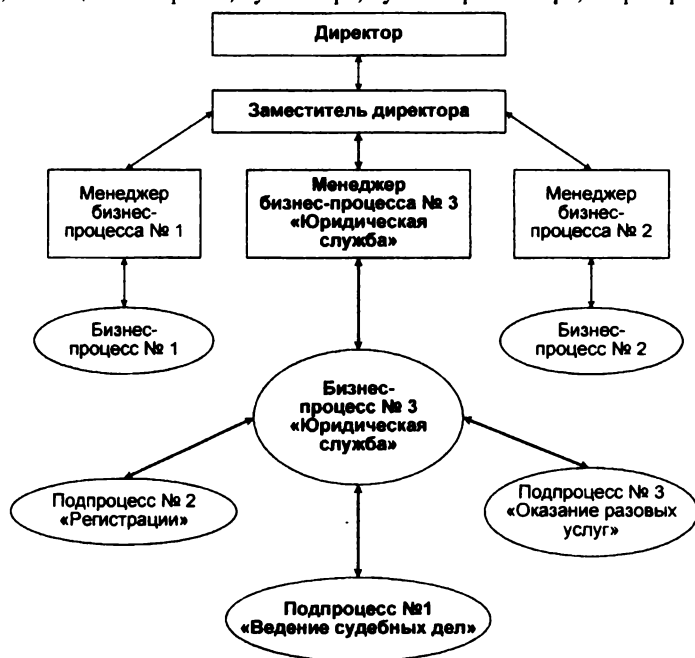 Директор
Заместитель директора
Менеджер
бизнес-
процесса № 1
Менеджер
бизнес-процесса № 3
«Юридическая
служба»
Менеджер
бизнес-
процесса № 2
Бизнес-
процесс № 1
Бизнес-
процесс № 2
Бизнес-
процесс № 3
«Юридическая
служба»
Подпроцесс № 2
«Регистрации»
Подпроцесс № 3
«Оказание разовых
услуг»
Подпроцесс №1
«Ведение судебных дел»